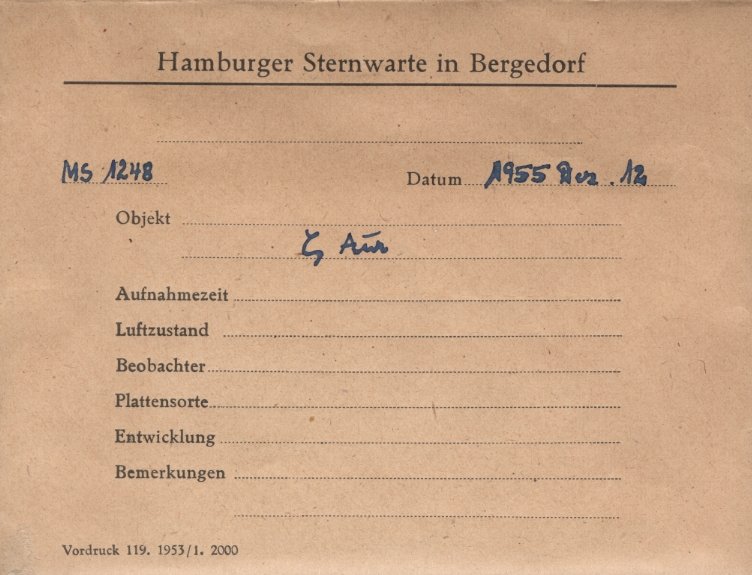 Hamburger Sternwarte in Bergedorf
MS 1248 Datum 1955 Dez. 12
Objekt
ζ Aur
Aufnahmezeit
Luftzustand
Beobachter
Plattensorte
Entwicklung
Bemerkungen
Vordruck 119. 1953/1. 2000